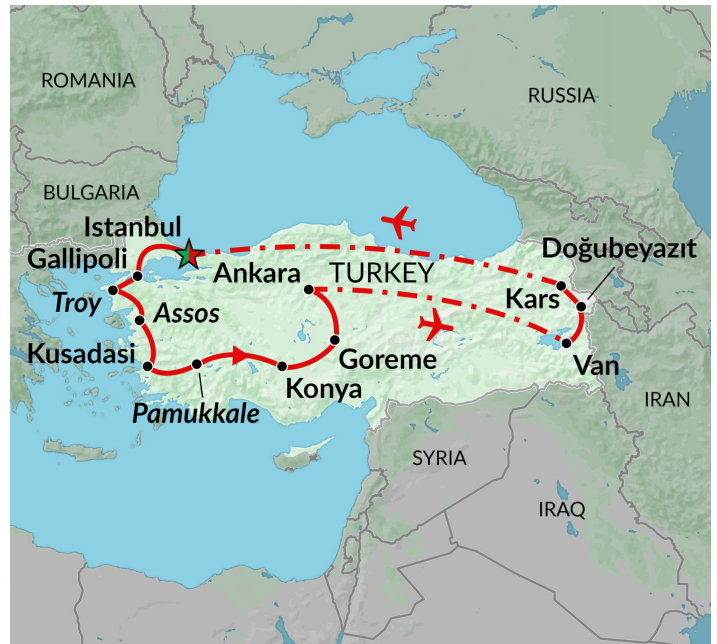 ROMANIA
RUSSIA
BULGARIA
Istanbul
Gallipoli
Doğubeyazıt
Ankara
TURKEY
Kars
Troy
Assos
Kusadasi
Goreme
Van
Konya
Pamukkale
IRAN
SYRIA
IRAQ